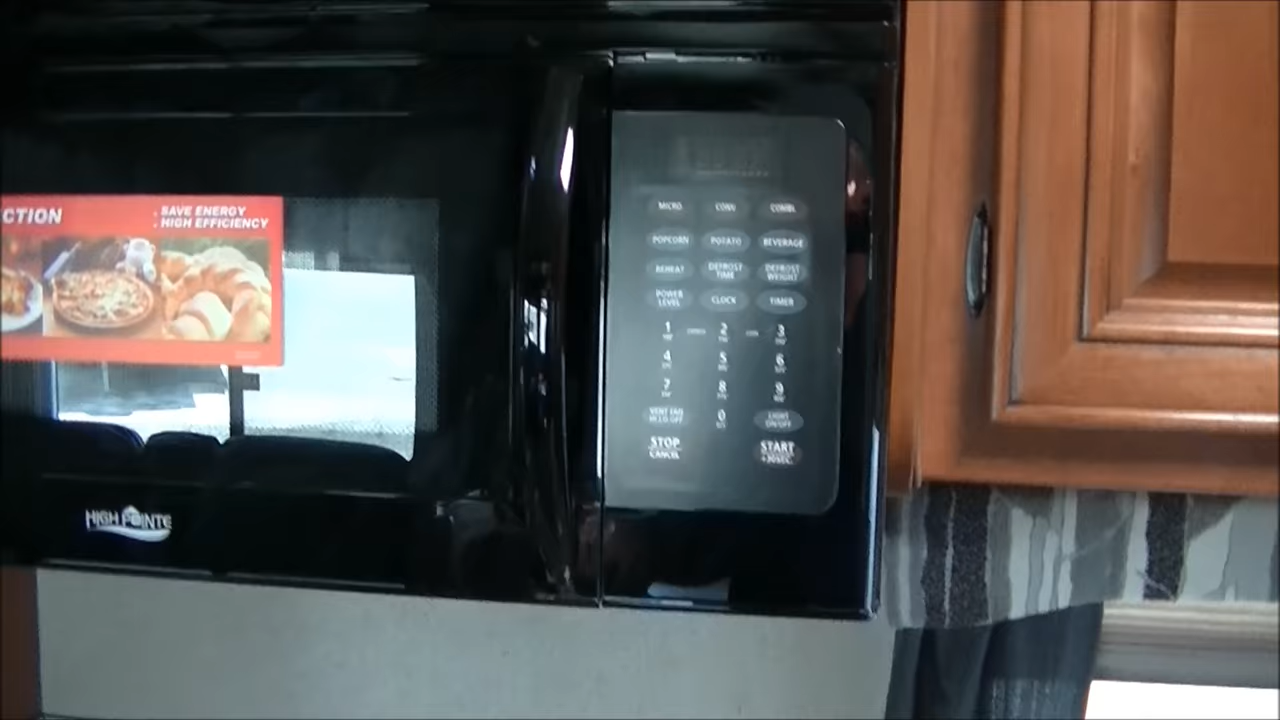 CTION
. SAVE ENERGY
. HIGH EFFICIENCY
MICRO. CONV. COMBI.
POPCORN POTATO BEVERAGE
REHEAT DEFROST TIME DEFROST WEIGHT
POWER LEVEL CLOCK TIMER
1 2 3
4 5 6
7 8 9
VENT FAN HI/LO/OFF 0 LIGHT ON/OFF
STOP CANCEL START +30SEC.
HIGH POINTE